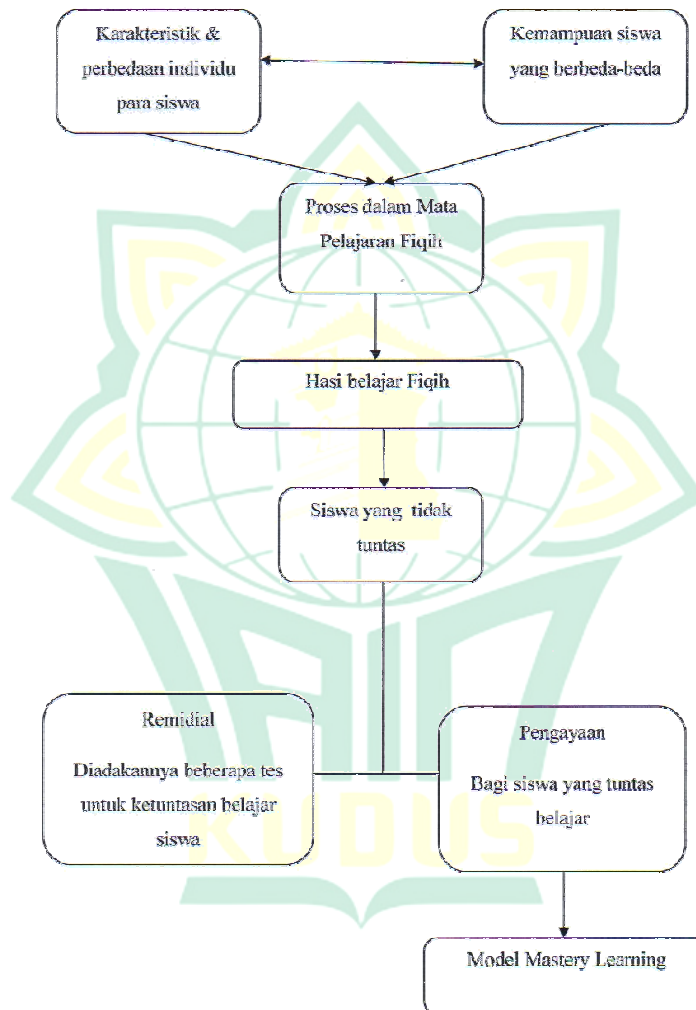 Karakteristik &
perbedaan individu
para siswa
Kemampuan siswa
yang berbeda-beda
Proses dalam Mata
Pelajaran Fiqih
Hasi belajar Fiqih
Siswa yang tidak
tuntas
Remidial
Diadakannya beberapa tes
untuk ketuntasan belajar
siswa
Pengayaan
Bagi siswa yang tuntas
belajar
Model Mastery Learning
IAIN
KUDUS